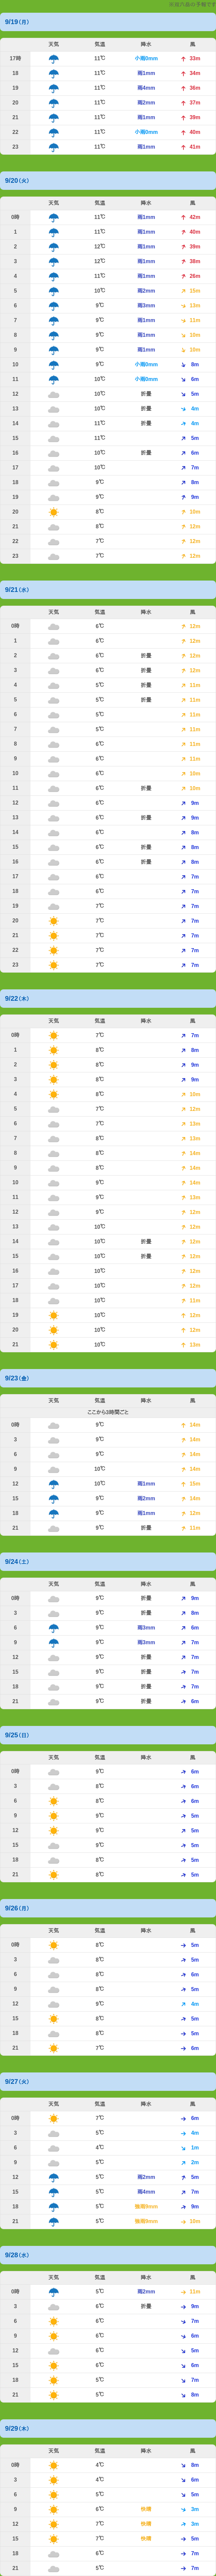 9/19(月)
天気 気温 降水 風
17時 11℃ 小雨0mm 33m
18 11℃ 雨1mm 34m
19 11℃ 雨4mm 36m
20 11℃ 雨2mm 37m
21 11℃ 雨1mm 39m
22 11℃ 小雨0mm 40m
23 11℃ 雨1mm 41m
9/20(火)
天気 気温 降水 風
0時 11℃ 雨1mm 42m
1 11℃ 雨1mm 40m
2 12℃ 雨1mm 39m
3 12℃ 雨1mm 38m
4 11℃ 雨1mm 26m
5 10℃ 雨2mm 15m
6 9℃ 雨3mm 13m
7 9℃ 雨1mm 11m
8 9℃ 雨1mm 10m
9 9℃ 雨1mm 10m
10 9℃ 小雨0mm 8m
11 10℃ 小雨0mm 6m
12 10℃ 折畳 5m
13 10℃ 折畳 4m
14 11℃ 折畳 4m
15 11℃ 5m
16 10℃ 折畳 6m
17 10℃ 7m
18 9℃ 8m
19 9℃ 9m
20 8℃ 10m
21 8℃ 12m
22 7℃ 12m
23 7℃ 12m
9/21(水)
天気 気温 降水 風
0時 6℃ 12m
1 6℃ 12m
2 6℃ 折畳 12m
3 6℃ 折畳 12m
4 5℃ 折畳 11m
5 5℃ 折畳 11m
6 5℃ 11m
7 5℃ 11m
8 6℃ 11m
9 6℃ 11m
10 6℃ 10m
11 6℃ 折畳 10m
12 6℃ 9m
13 6℃ 折畳 9m
14 6℃ 8m
15 6℃ 折畳 8m
16 6℃ 折畳 8m
17 6℃ 7m
18 6℃ 7m
19 7℃ 7m
20 7℃ 7m
21 7℃ 7m
22 7℃ 7m
23 7℃ 7m
9/22(木)
天気 気温 降水 風
0時 7℃ 7m
1 8℃ 8m
2 8℃ 9m
3 8℃ 9m
4 8℃ 10m
5 7℃ 12m
6 7℃ 13m
7 8℃ 13m
8 8℃ 14m
9 8℃ 14m
10 9℃ 14m
11 9℃ 13m
12 9℃ 12m
13 10℃ 12m
14 10℃ 折畳 12m
15 10℃ 折畳 12m
16 10℃ 12m
17 10℃ 12m
18 10℃ 11m
19 10℃ 12m
20 10℃ 12m
21 10℃ 13m
9/23(金)
天気 気温 降水 風
ここから3時間ごと
0時 9℃ 14m
3 9℃ 14m
6 9℃ 14m
9 10℃ 14m
12 10℃ 雨1mm 15m
15 9℃ 雨2mm 14m
18 9℃ 雨1mm 12m
21 9℃ 折畳 11m
9/24(土)
天気 気温 降水 風
0時 9℃ 折畳 9m
3 9℃ 折畳 8m
6 9℃ 雨3mm 6m
9 9℃ 雨3mm 7m
12 9℃ 折畳 7m
15 9℃ 折畳 7m
18 9℃ 折畳 7m
21 9℃ 折畳 6m
9/25(日)
天気 気温 降水 風
0時 9℃ 6m
3 8℃ 6m
6 8℃ 6m
9 9℃ 5m
12 9℃ 5m
15 9℃ 5m
18 8℃ 5m
21 8℃ 5m
9/26(月)
天気 気温 降水 風
0時 8℃ 5m
3 8℃ 5m
6 8℃ 6m
9 8℃ 5m
12 9℃ 4m
15 8℃ 5m
18 8℃ 5m
21 7℃ 6m
9/27(火)
天気 気温 降水 風
0時 7℃ 6m
3 5℃ 4m
6 4℃ 1m
9 5℃ 2m
12 5℃ 雨2mm 5m
15 5℃ 雨4mm 7m
18 5℃ 9m
21 5℃ 10m
9/28(水)
天気 気温 降水 風
0時 5℃ 雨2mm 11m
3 6℃ 折畳 9m
6 6℃ 7m
9 6℃ 6m
12 6℃ 5m
15 6℃ 6m
18 5℃ 7m
21 5℃ 8m
9/29(木)
天気 気温 降水 風
0時 4℃ 8m
3 4℃ 6m
6 5℃ 5m
9 6℃ 3m
12 7℃ 3m
15 7℃ 5m
18 6℃ 7m
21 5℃ 7m